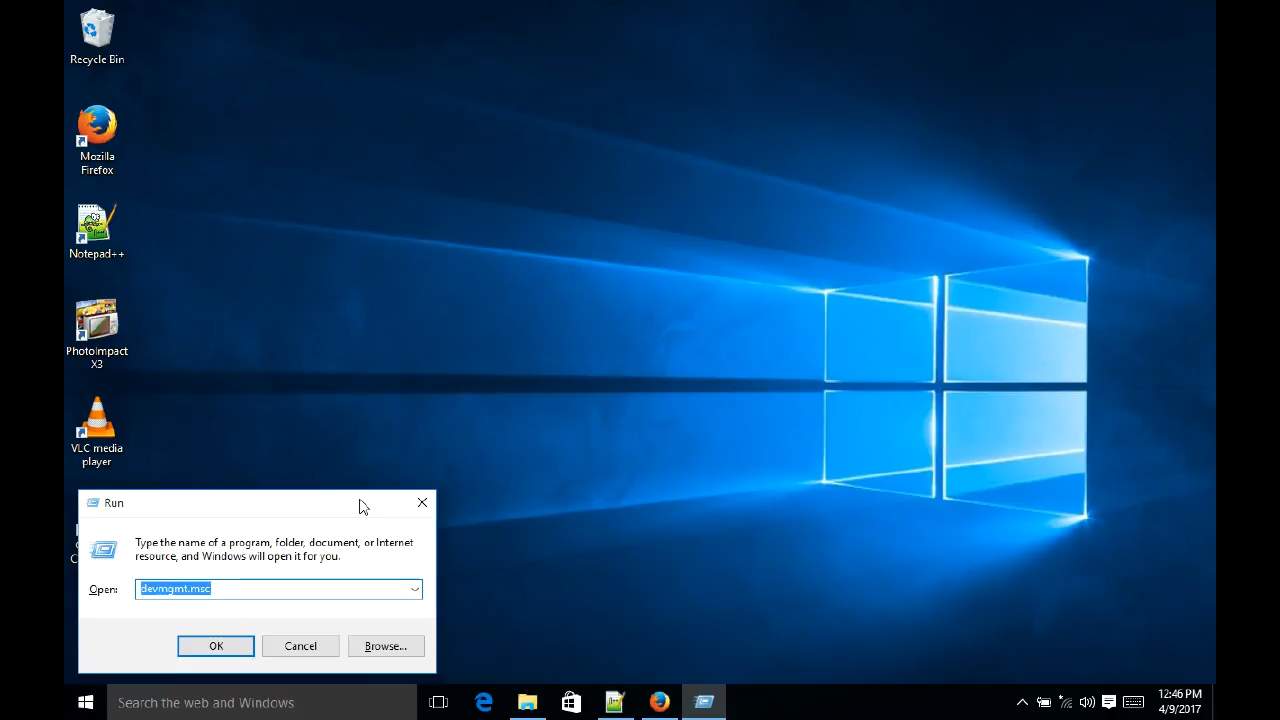 Recycle Bin
Mozilla
Firefox
Notepad++
PhotoImpact
X3
VLC media
player
Run
Type the name of a program, folder, document, or Internet
resource, and Windows will open it for you.
Open: devmgmt.msc
OK Cancel Browse...
Search the web and Windows
12:46 PM
4/9/2017